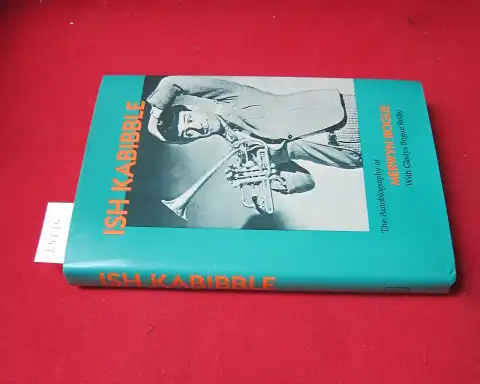 ISH KABIBBLE
The Autobiography of
MERWYN BOGUE
With Gladys Bogue Reilly
ISH KABIBBLE